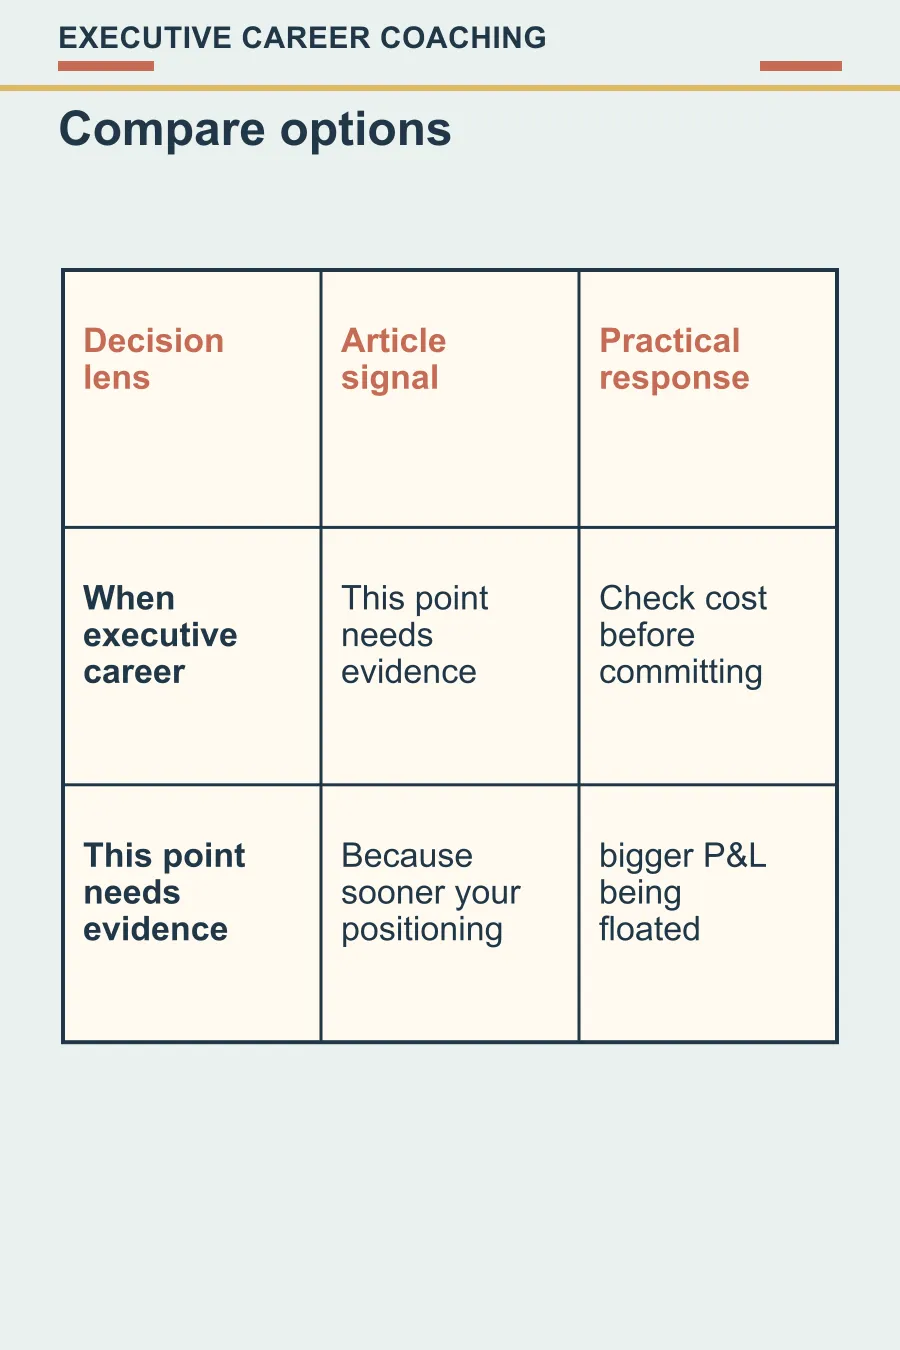 EXECUTIVE CAREER COACHING
Compare options
Decision
lens
Article
signal
Practical
response
When
executive
career
This point
needs
evidence
Check cost
before
committing
This point
needs
evidence
Because
sooner your
positioning
bigger P&L
being
floated